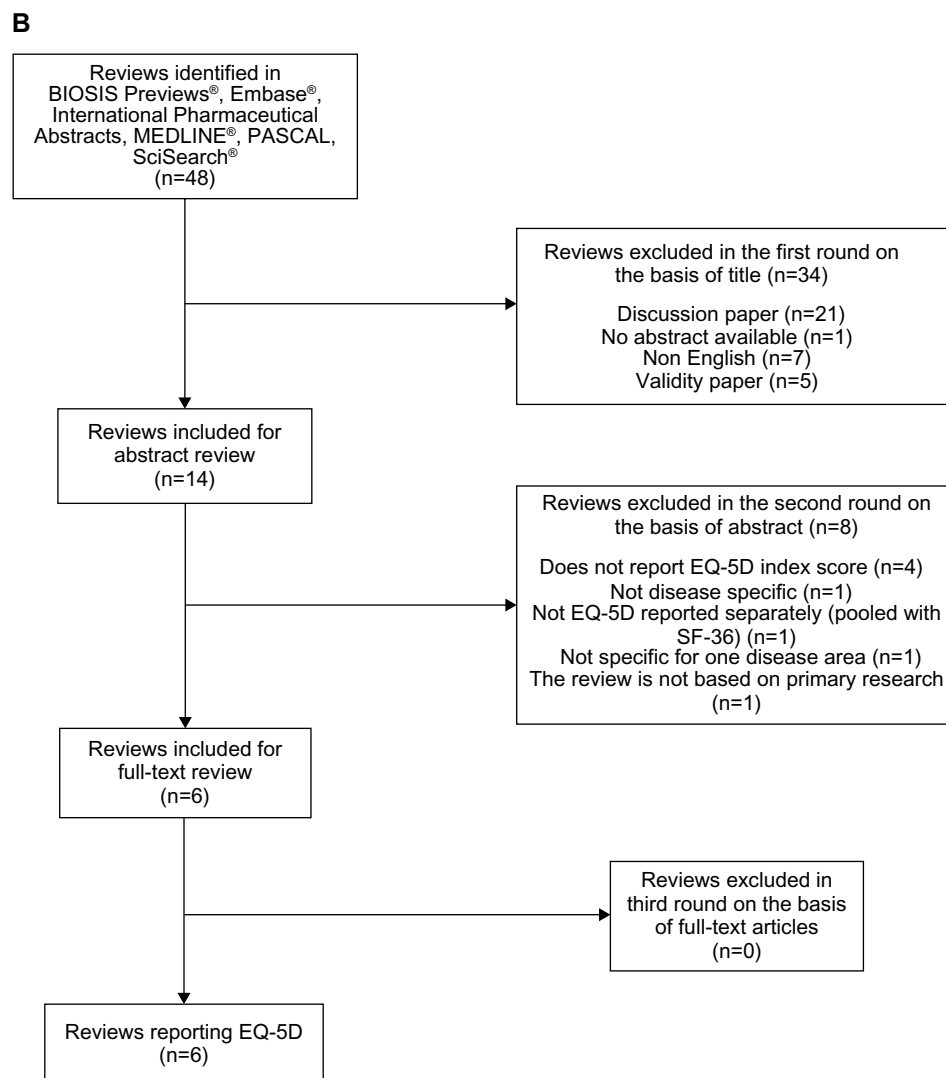 B
Reviews identified in
BIOSIS Previews®, Embase®,
International Pharmaceutical
Abstracts, MEDLINE®, PASCAL,
SciSearch®
(n=48)
Reviews excluded in the first round on
the basis of title (n=34)
Discussion paper (n=21)
No abstract available (n=1)
Non English (n=7)
Validity paper (n=5)
Reviews included for
abstract review
(n=14)
Reviews excluded in the second round on
the basis of abstract (n=8)
Does not report EQ-5D index score (n=4)
Not disease specific (n=1)
Not EQ-5D reported separately (pooled with
SF-36) (n=1)
Not specific for one disease area (n=1)
The review is not based on primary research
(n=1)
Reviews included for
full-text review
(n=6)
Reviews excluded in
third round on the basis
of full-text articles
(n=0)
Reviews reporting EQ-5D
(n=6)